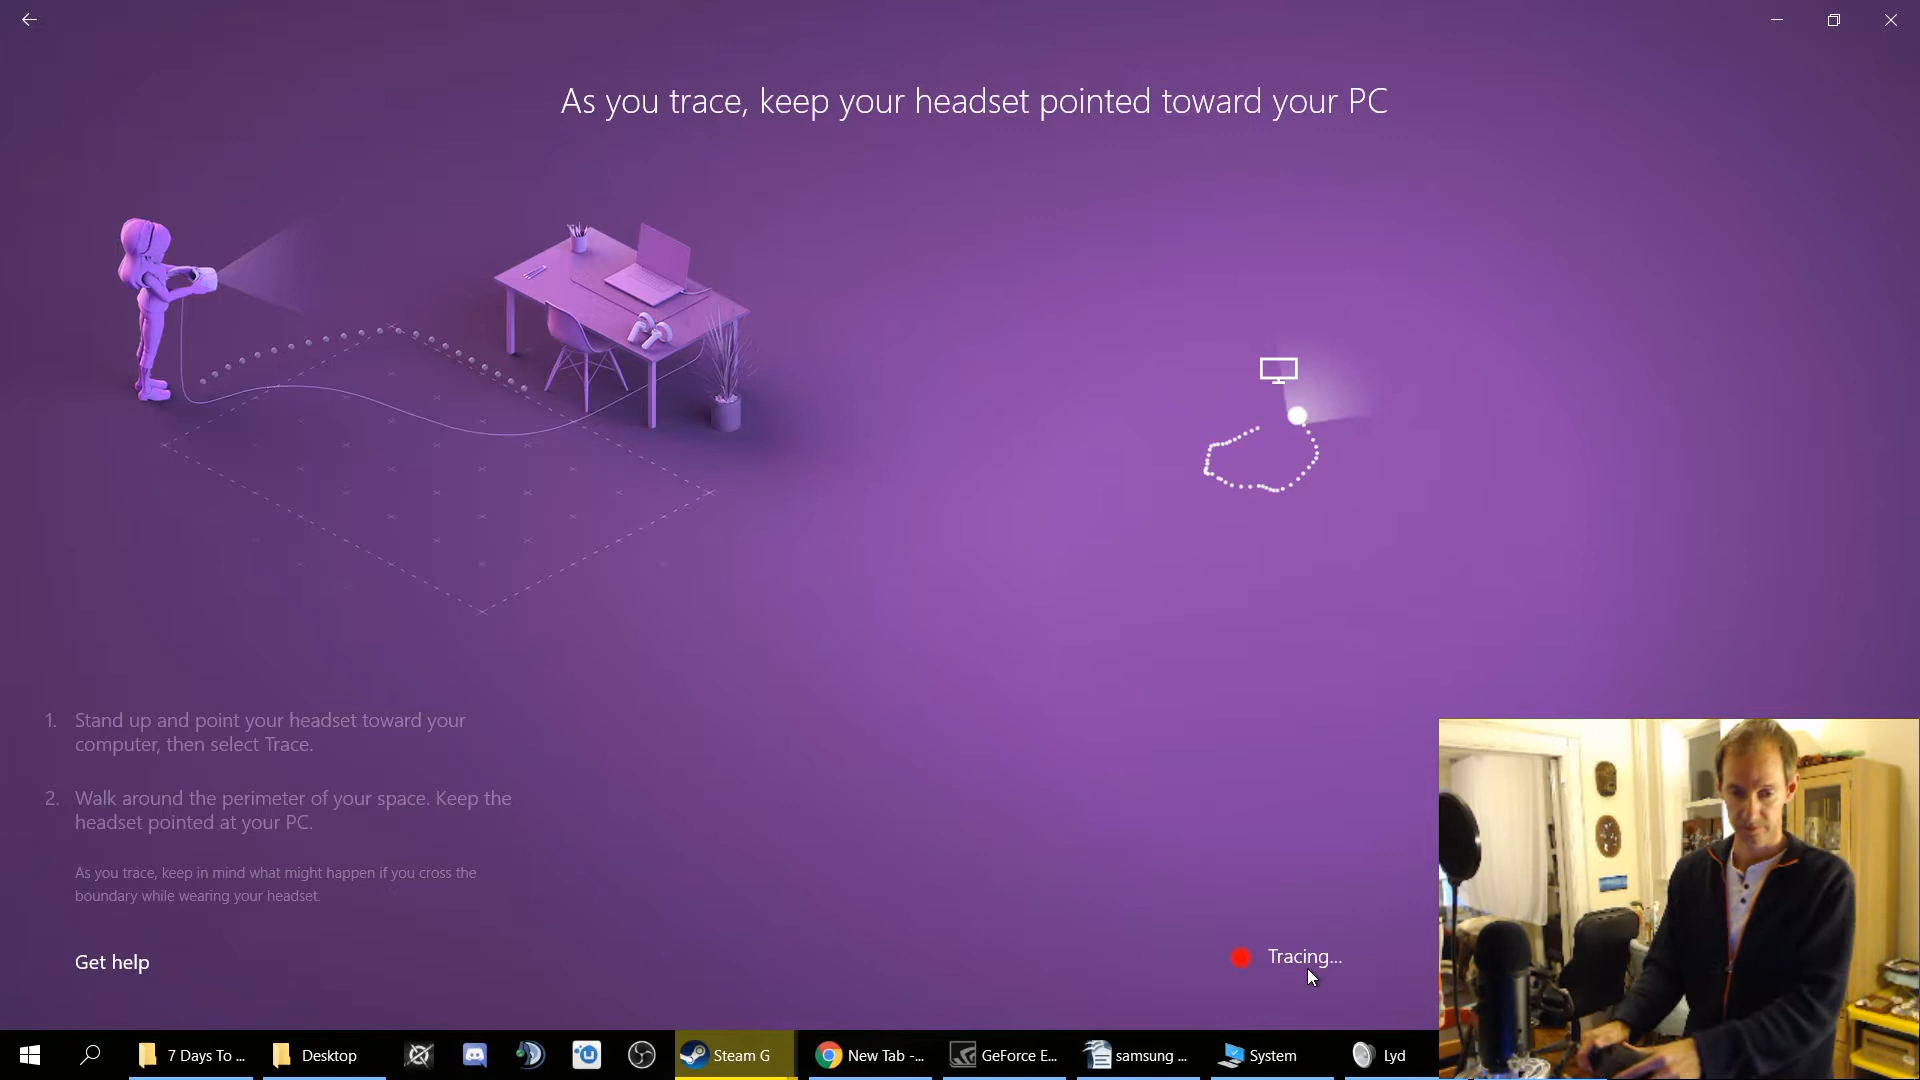 As you trace, keep your headset pointed toward your PC
1. Stand up and point your headset toward your
computer, then select Trace.
2. Walk around the perimeter of your space. Keep the
headset pointed at your PC.
As you trace, keep in mind what might happen if you cross the
boundary while wearing your headset.
Get help
Tracing...
7 Days To ...
Desktop
Steam G
New Tab -...
GeForce E...
samsung ...
System
Lyd